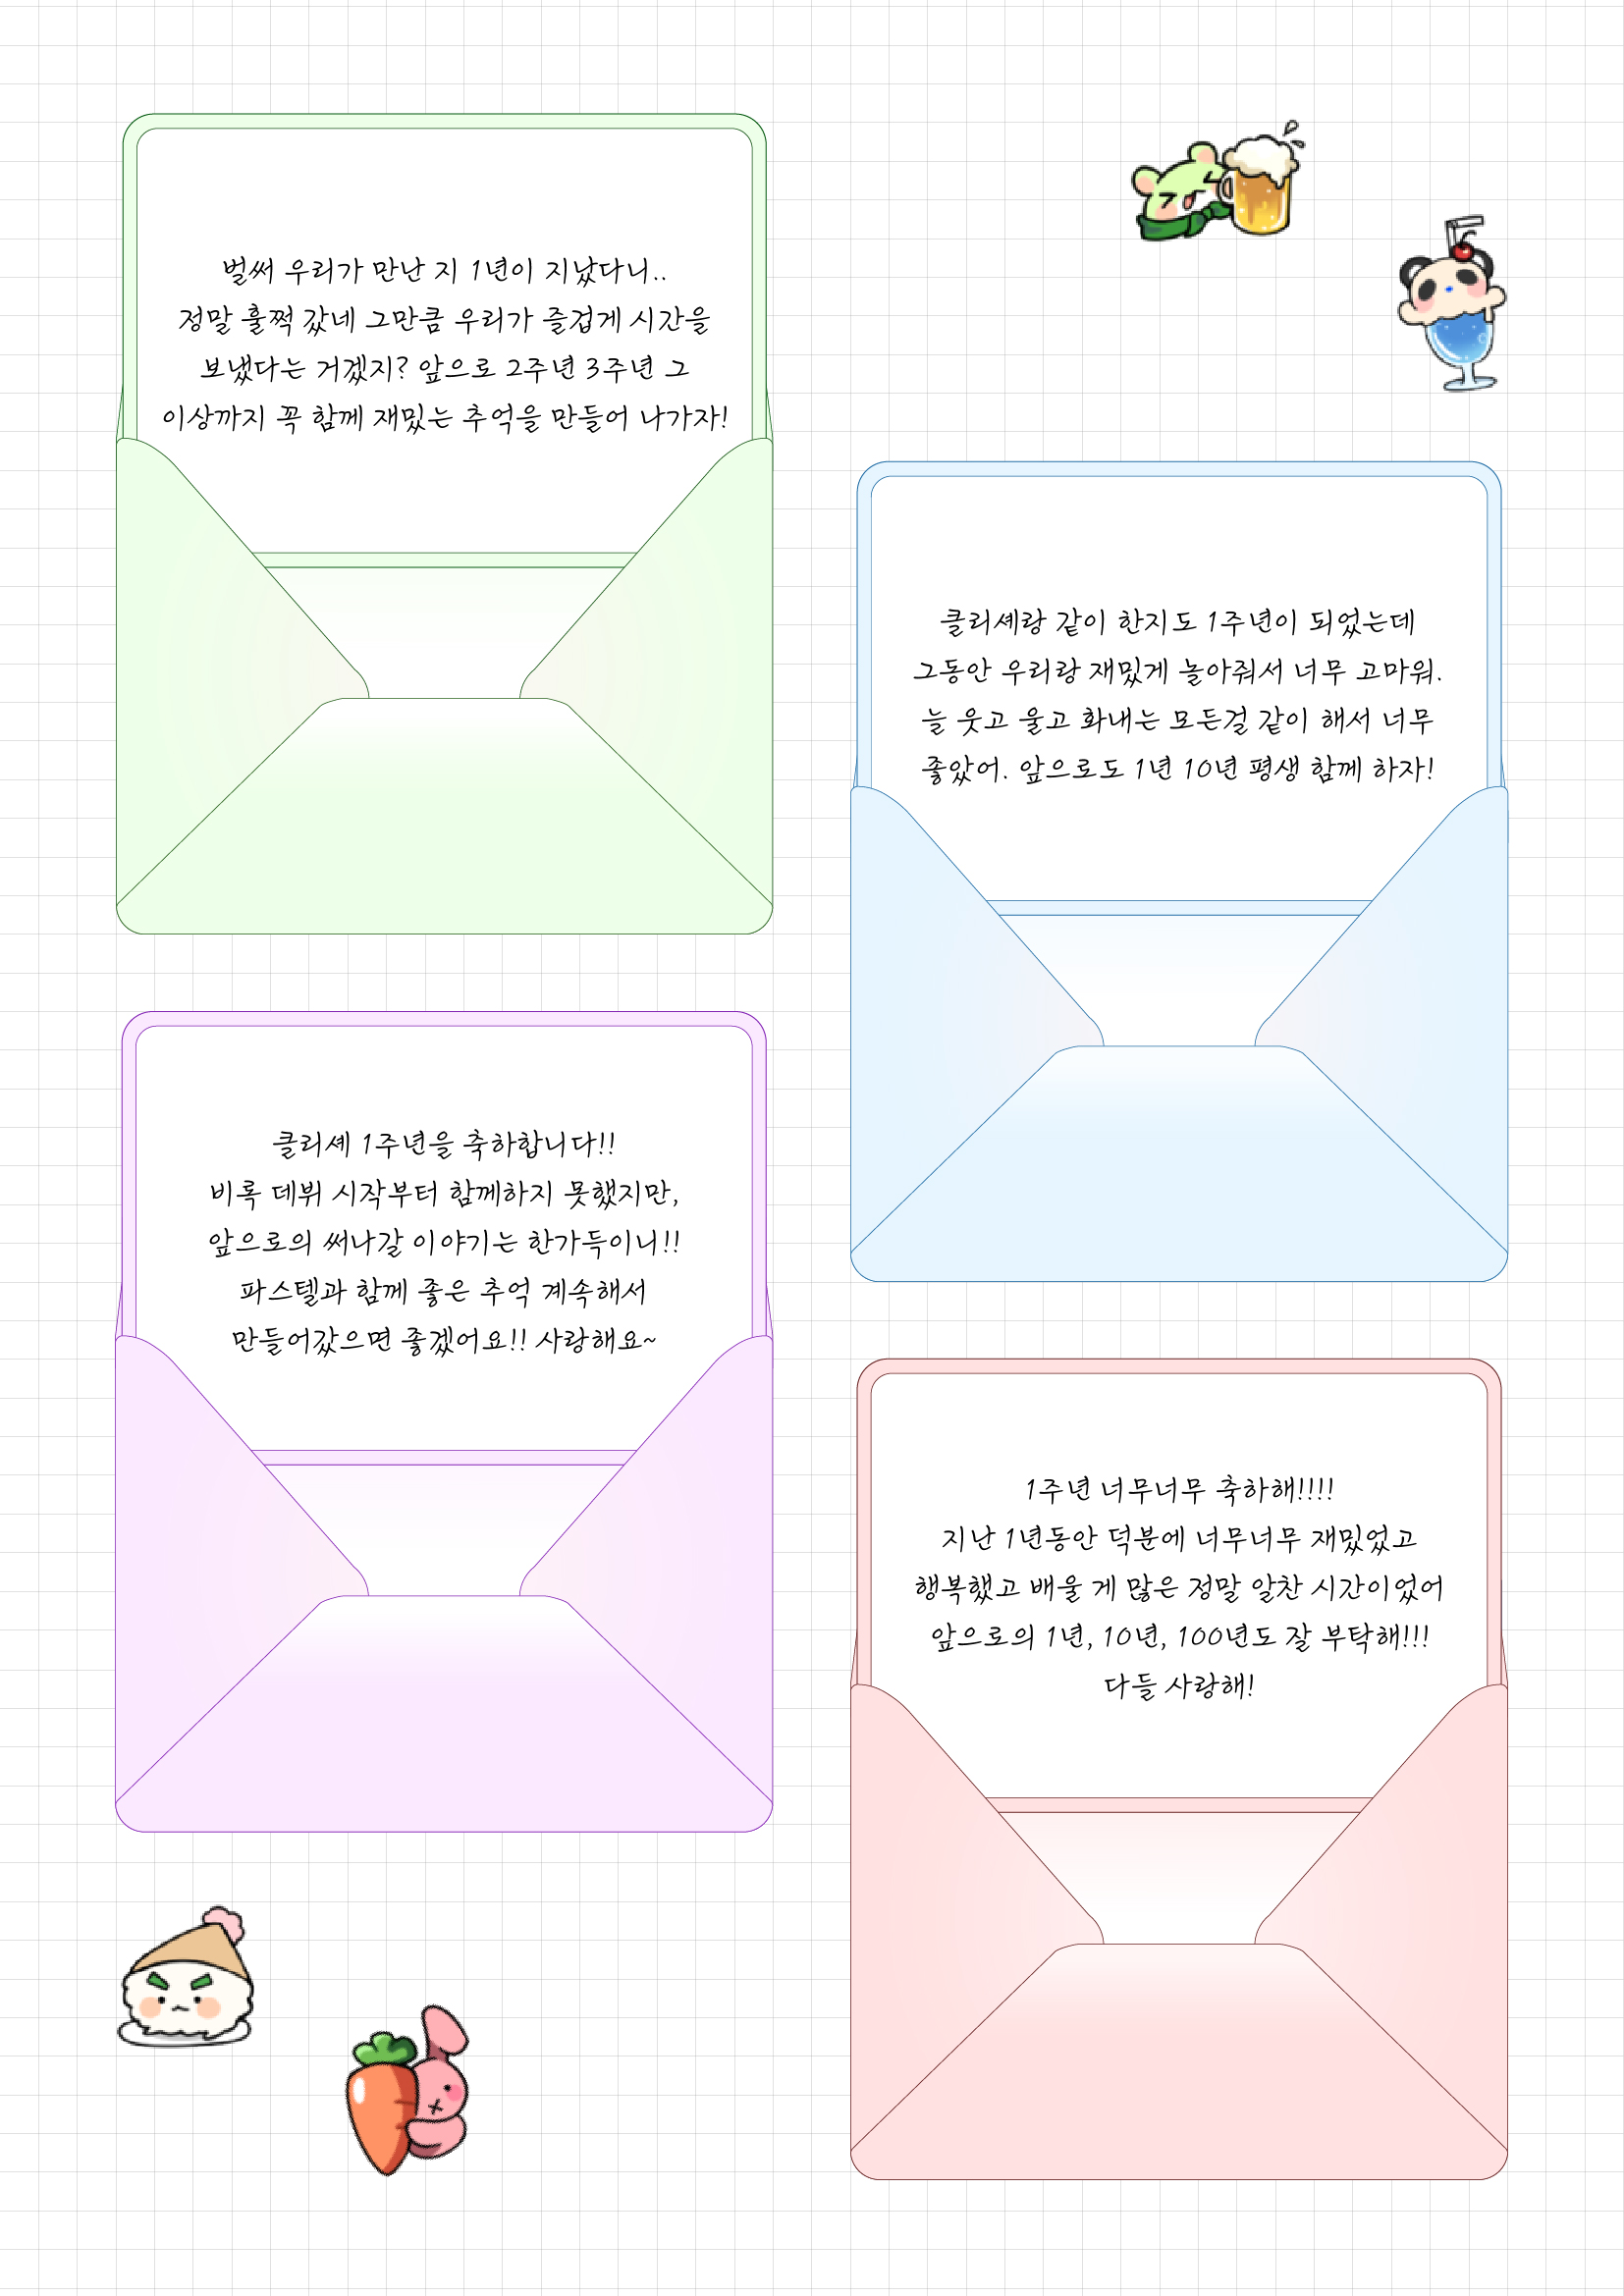 벌써 우리가 만난 지 1년이 지났다니..
정말 훌쩍 갔네 그만큼 우리가 즐겁게 시간을
보냈다는 거겠지? 앞으로 2주년 3주년 그
이상까지 꼭 함께 재밌는 추억을 만들어 나가자!
클리셰랑 같이 한지도 1주년이 되었는데
그동안 우리랑 재밌게 놀아줘서 너무 고마워.
늘 웃고 울고 화내는 모든걸 같이 해서 너무
좋았어. 앞으로도 1년 10년 평생 함께 하자!
클리셰 1주년을 축하합니다!!
비록 데뷔 시작부터 함께하지 못했지만,
앞으로의 써나갈 이야기는 한가득이니!!
파스텔과 함께 좋은 추억 계속해서
만들어갔으면 좋겠어요!! 사랑해요~
1주년 너무너무 축하해!!!!
지난 1년동안 덕분에 너무너무 재밌었고
행복했고 배울 게 많은 정말 알찬 시간이었어
앞으로의 1년, 10년, 100년도 잘 부탁해!!!
다들 사랑해!